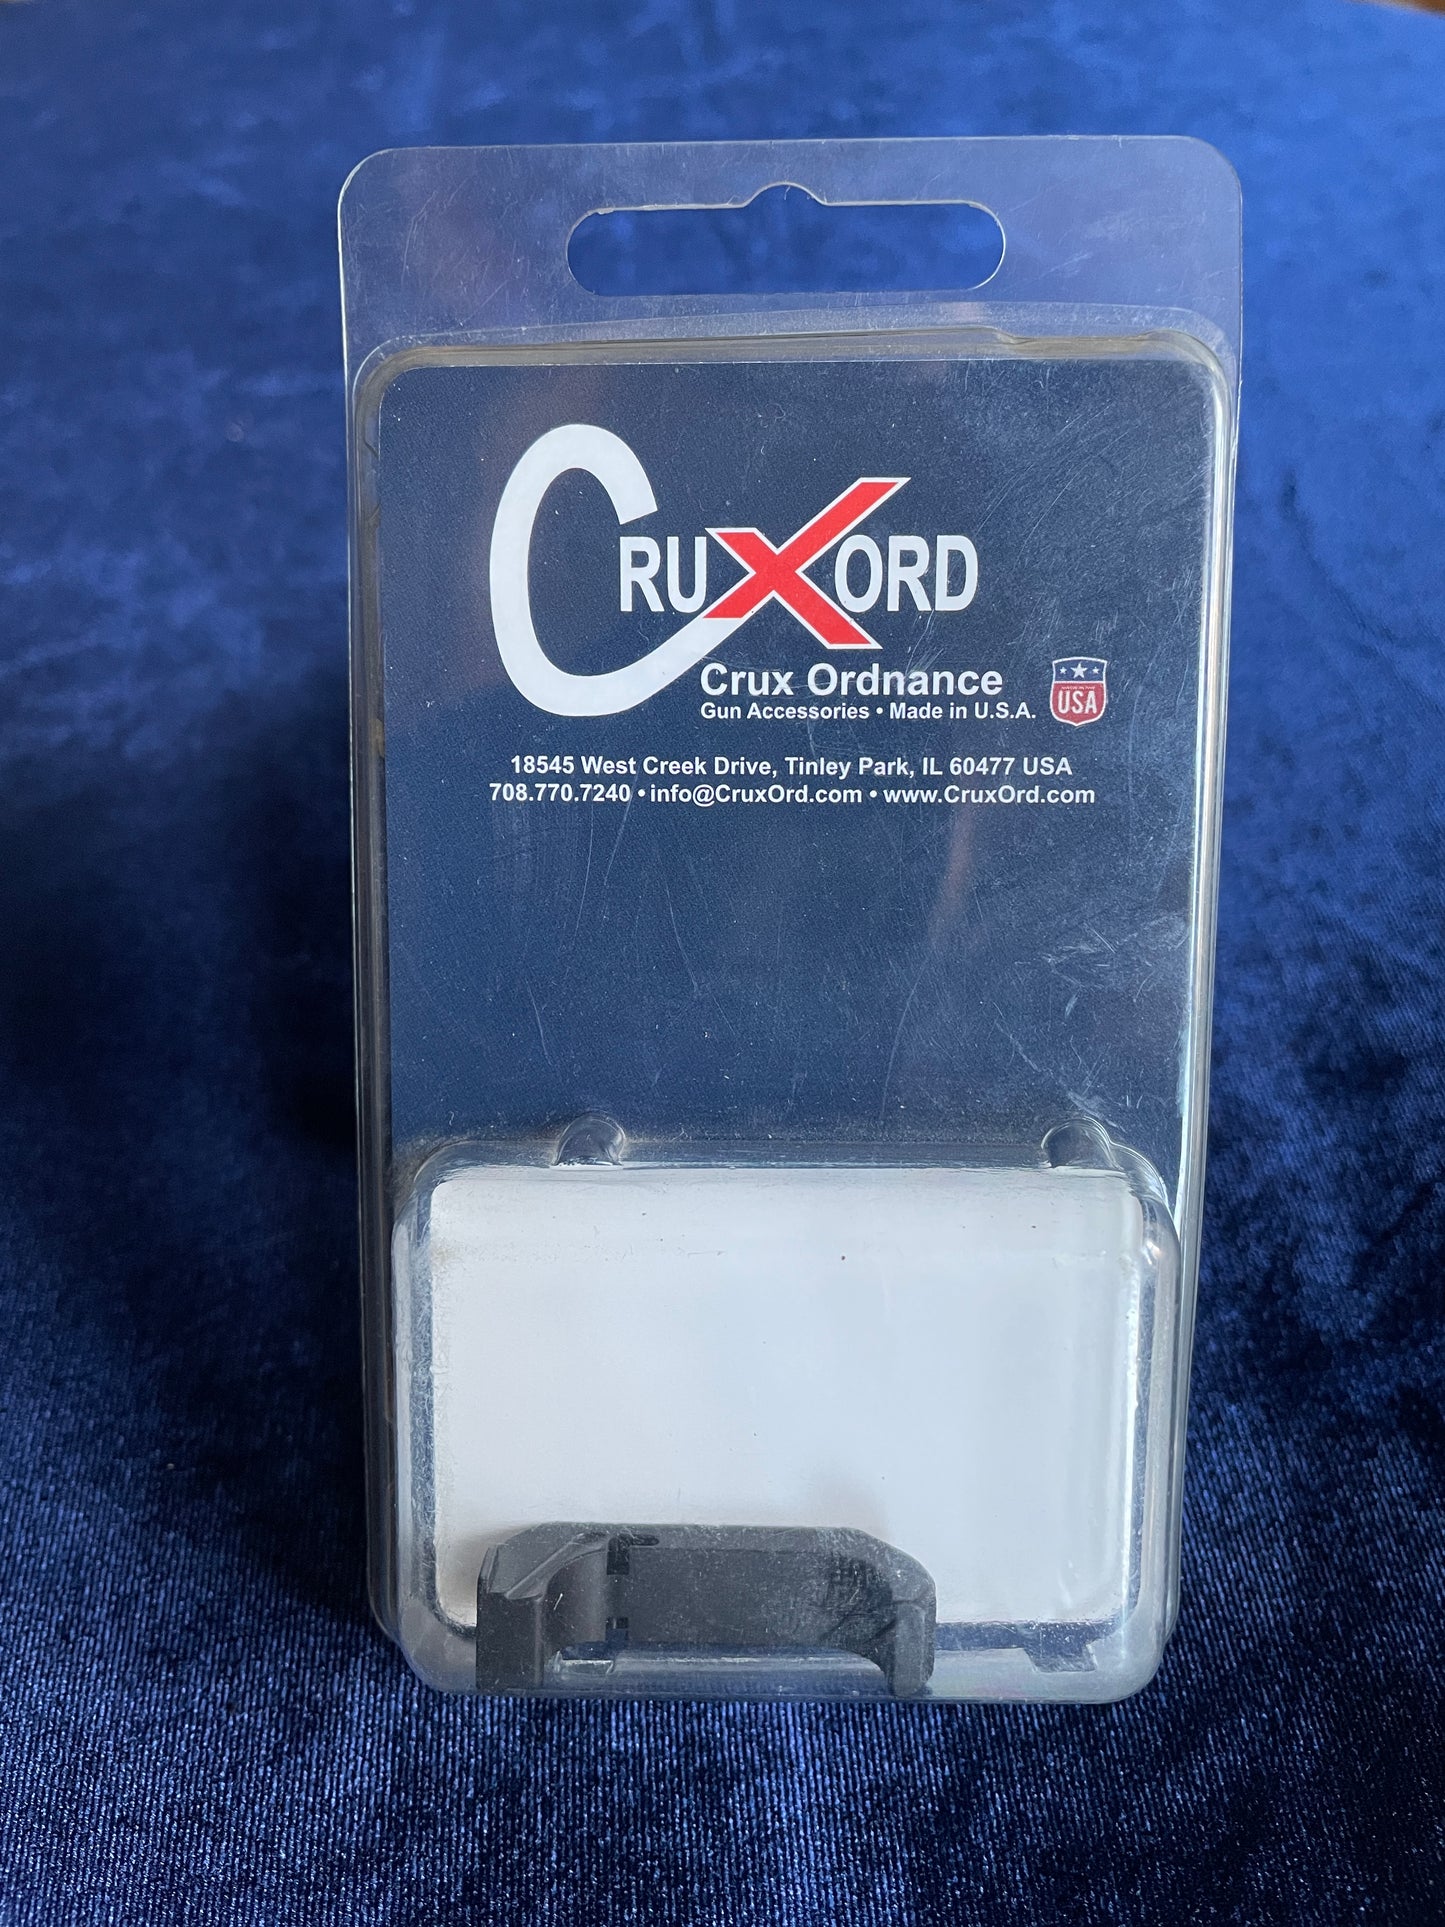 CRUXORD
Crux Ordnance
Gun Accessories • Made in U.S.A.
USA
18545 West Creek Drive, Tinley Park, IL 60477 USA
708.770.7240 • info@CruxOrd.com • www.CruxOrd.com